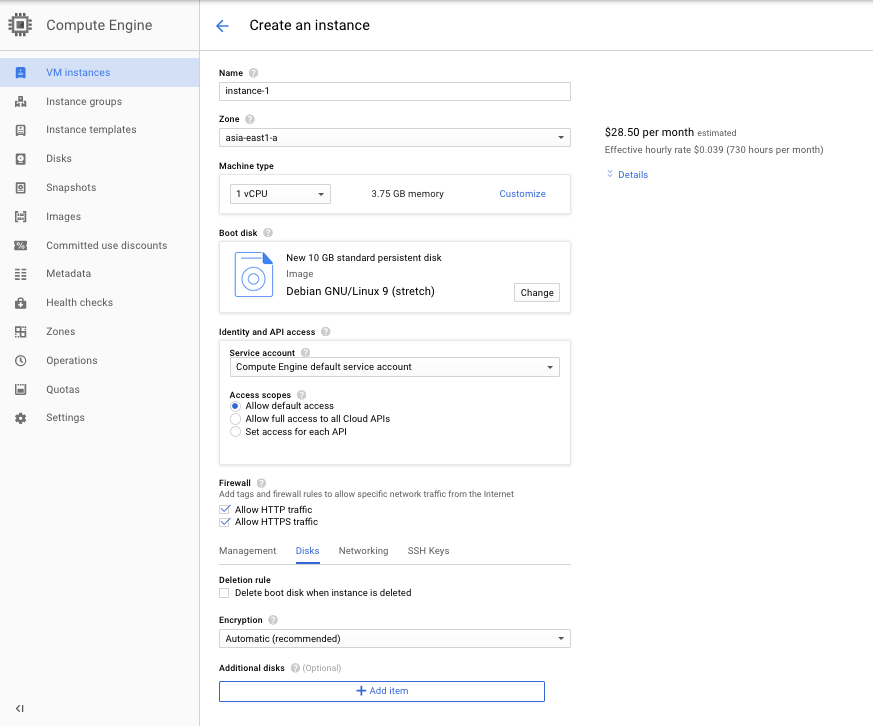 Compute Engine
VM instances
Instance groups
Instance templates
Disks
Snapshots
Images
Committed use discounts
Metadata
Health checks
Zones
Operations
Quotas
Settings
Create an instance
Name ?
instance-1
Zone ?
asia-east1-a
Machine type
1 vCPU 3.75 GB memory Customize
Boot disk ?
New 10 GB standard persistent disk
Image
Debian GNU/Linux 9 (stretch)
Change
Identity and API access ?
Service account ?
Compute Engine default service account
Access scopes ?
Allow default access
Allow full access to all Cloud APIs
Set access for each API
Firewall ?
Add tags and firewall rules to allow specific network traffic from the Internet
Allow HTTP traffic
Allow HTTPS traffic
Management Disks Networking SSH Keys
Deletion rule
Delete boot disk when instance is deleted
Encryption ?
Automatic (recommended)
Additional disks ? (Optional)
+ Add item
$28.50 per month estimated
Effective hourly rate $0.039 (730 hours per month)
Details